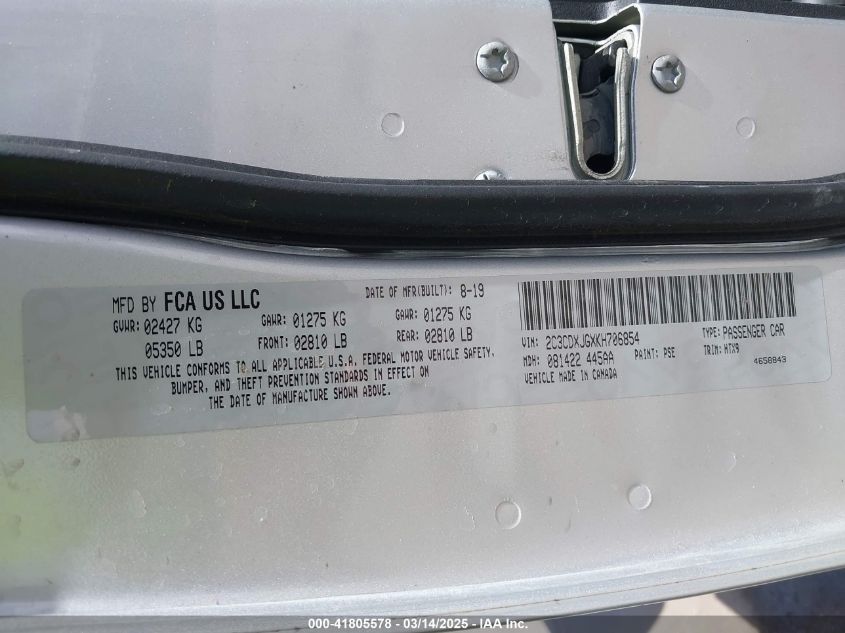 MFD BY FCA US LLC
DATE OF MFR(BUILT): 8-19
GVWR: 02427 KG
GAWR: 01275 KG
GAWR: 01275 KG
05350 LB
FRONT: 02810 LB
REAR: 02810 LB
THIS VEHICLE CONFORMS TO ALL APPLICABLE U.S.A. FEDERAL MOTOR VEHICLE SAFETY,
BUMPER, AND THEFT PREVENTION STANDARDS IN EFFECT ON
THE DATE OF MANUFACTURE SHOWN ABOVE.
VIN: 2C3CDXJGXKH706854
TYPE: PASSENGER CAR
MDH: 081422 445AA
PAINT: PSE
TRIM: MTX9
VEHICLE MADE IN CANADA
4658843
000-41805578 - 03/14/2025 - IAA Inc.